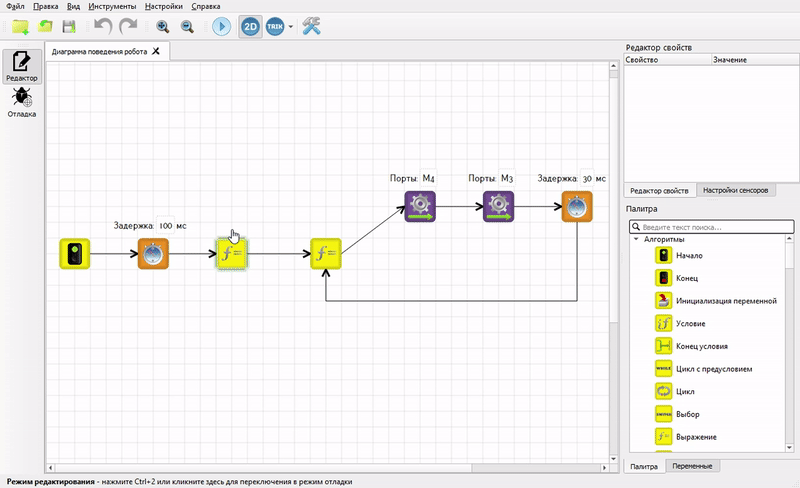 Файл Правка Вид Инструменты Настройки Справка
2D TRIK
Диаграмма поведения робота
Редактор
Отладка
Порты: M4 Порты: M3 Задержка: 30 мс
Задержка: 100 мс
f= f=
Редактор свойств
Свойство Значение
Редактор свойств Настройки сенсоров
Палитра
Введите текст поиска...
Алгоритмы
Начало
Конец
Инициализация переменной
if Условие
Конец условия
WHILE Цикл с предусловием
Цикл
SWITCH Выбор
f= Выражение
Палитра Переменные
Режим редактирования - нажмите Ctrl+2 или кликните здесь для переключения в режим отладки